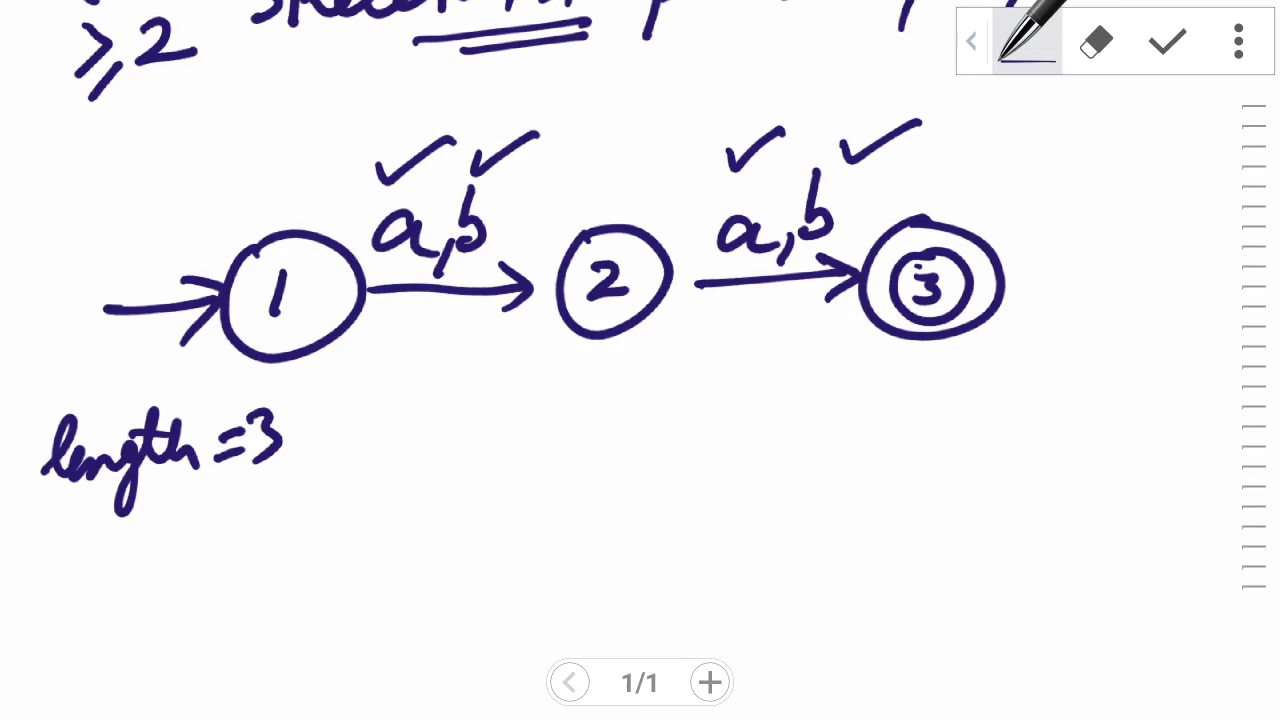 ≥2
a,b a,b
1 2 3
length=3
1/1